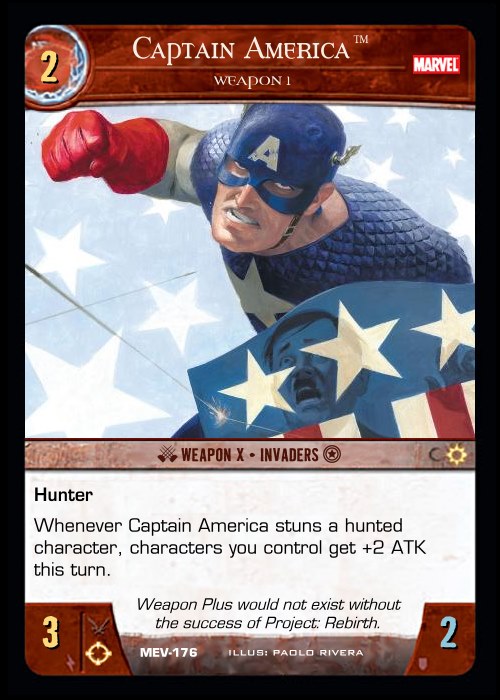 2
CAPTAIN AMERICA™
WEAPON I
MARVEL
A
WEAPON X • INVADERS
C
Hunter
Whenever Captain America stuns a hunted
character, characters you control get +2 ATK
this turn.
Weapon Plus would not exist without
the success of Project: Rebirth.
3
MEV-176 ILLUS: PAOLO RIVERA
2